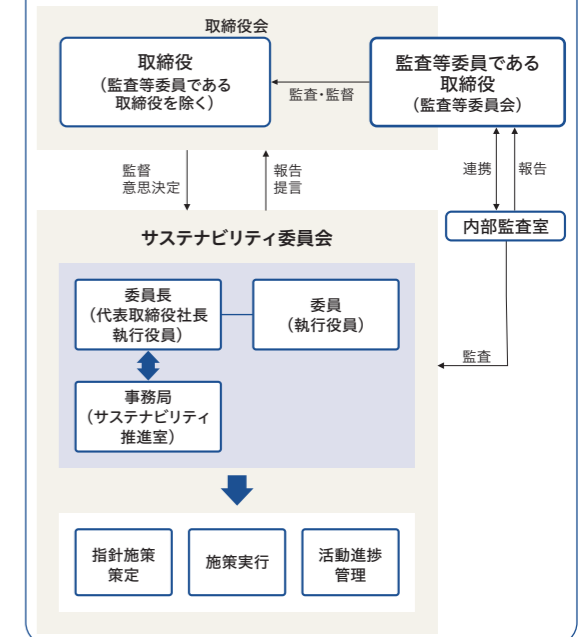 取締役会
取締役
（監査等委員である
取締役を除く）
監査・監督
監査等委員である
取締役
（監査等委員会）
監督
意思決定
報告
提言
連携
報告
内部監査室
サステナビリティ委員会
委員長
（代表取締役社長
執行役員）
委員
（執行役員）
監査
事務局
（サステナビリティ
推進室）
指針施策
策定
施策実行
活動進捗
管理